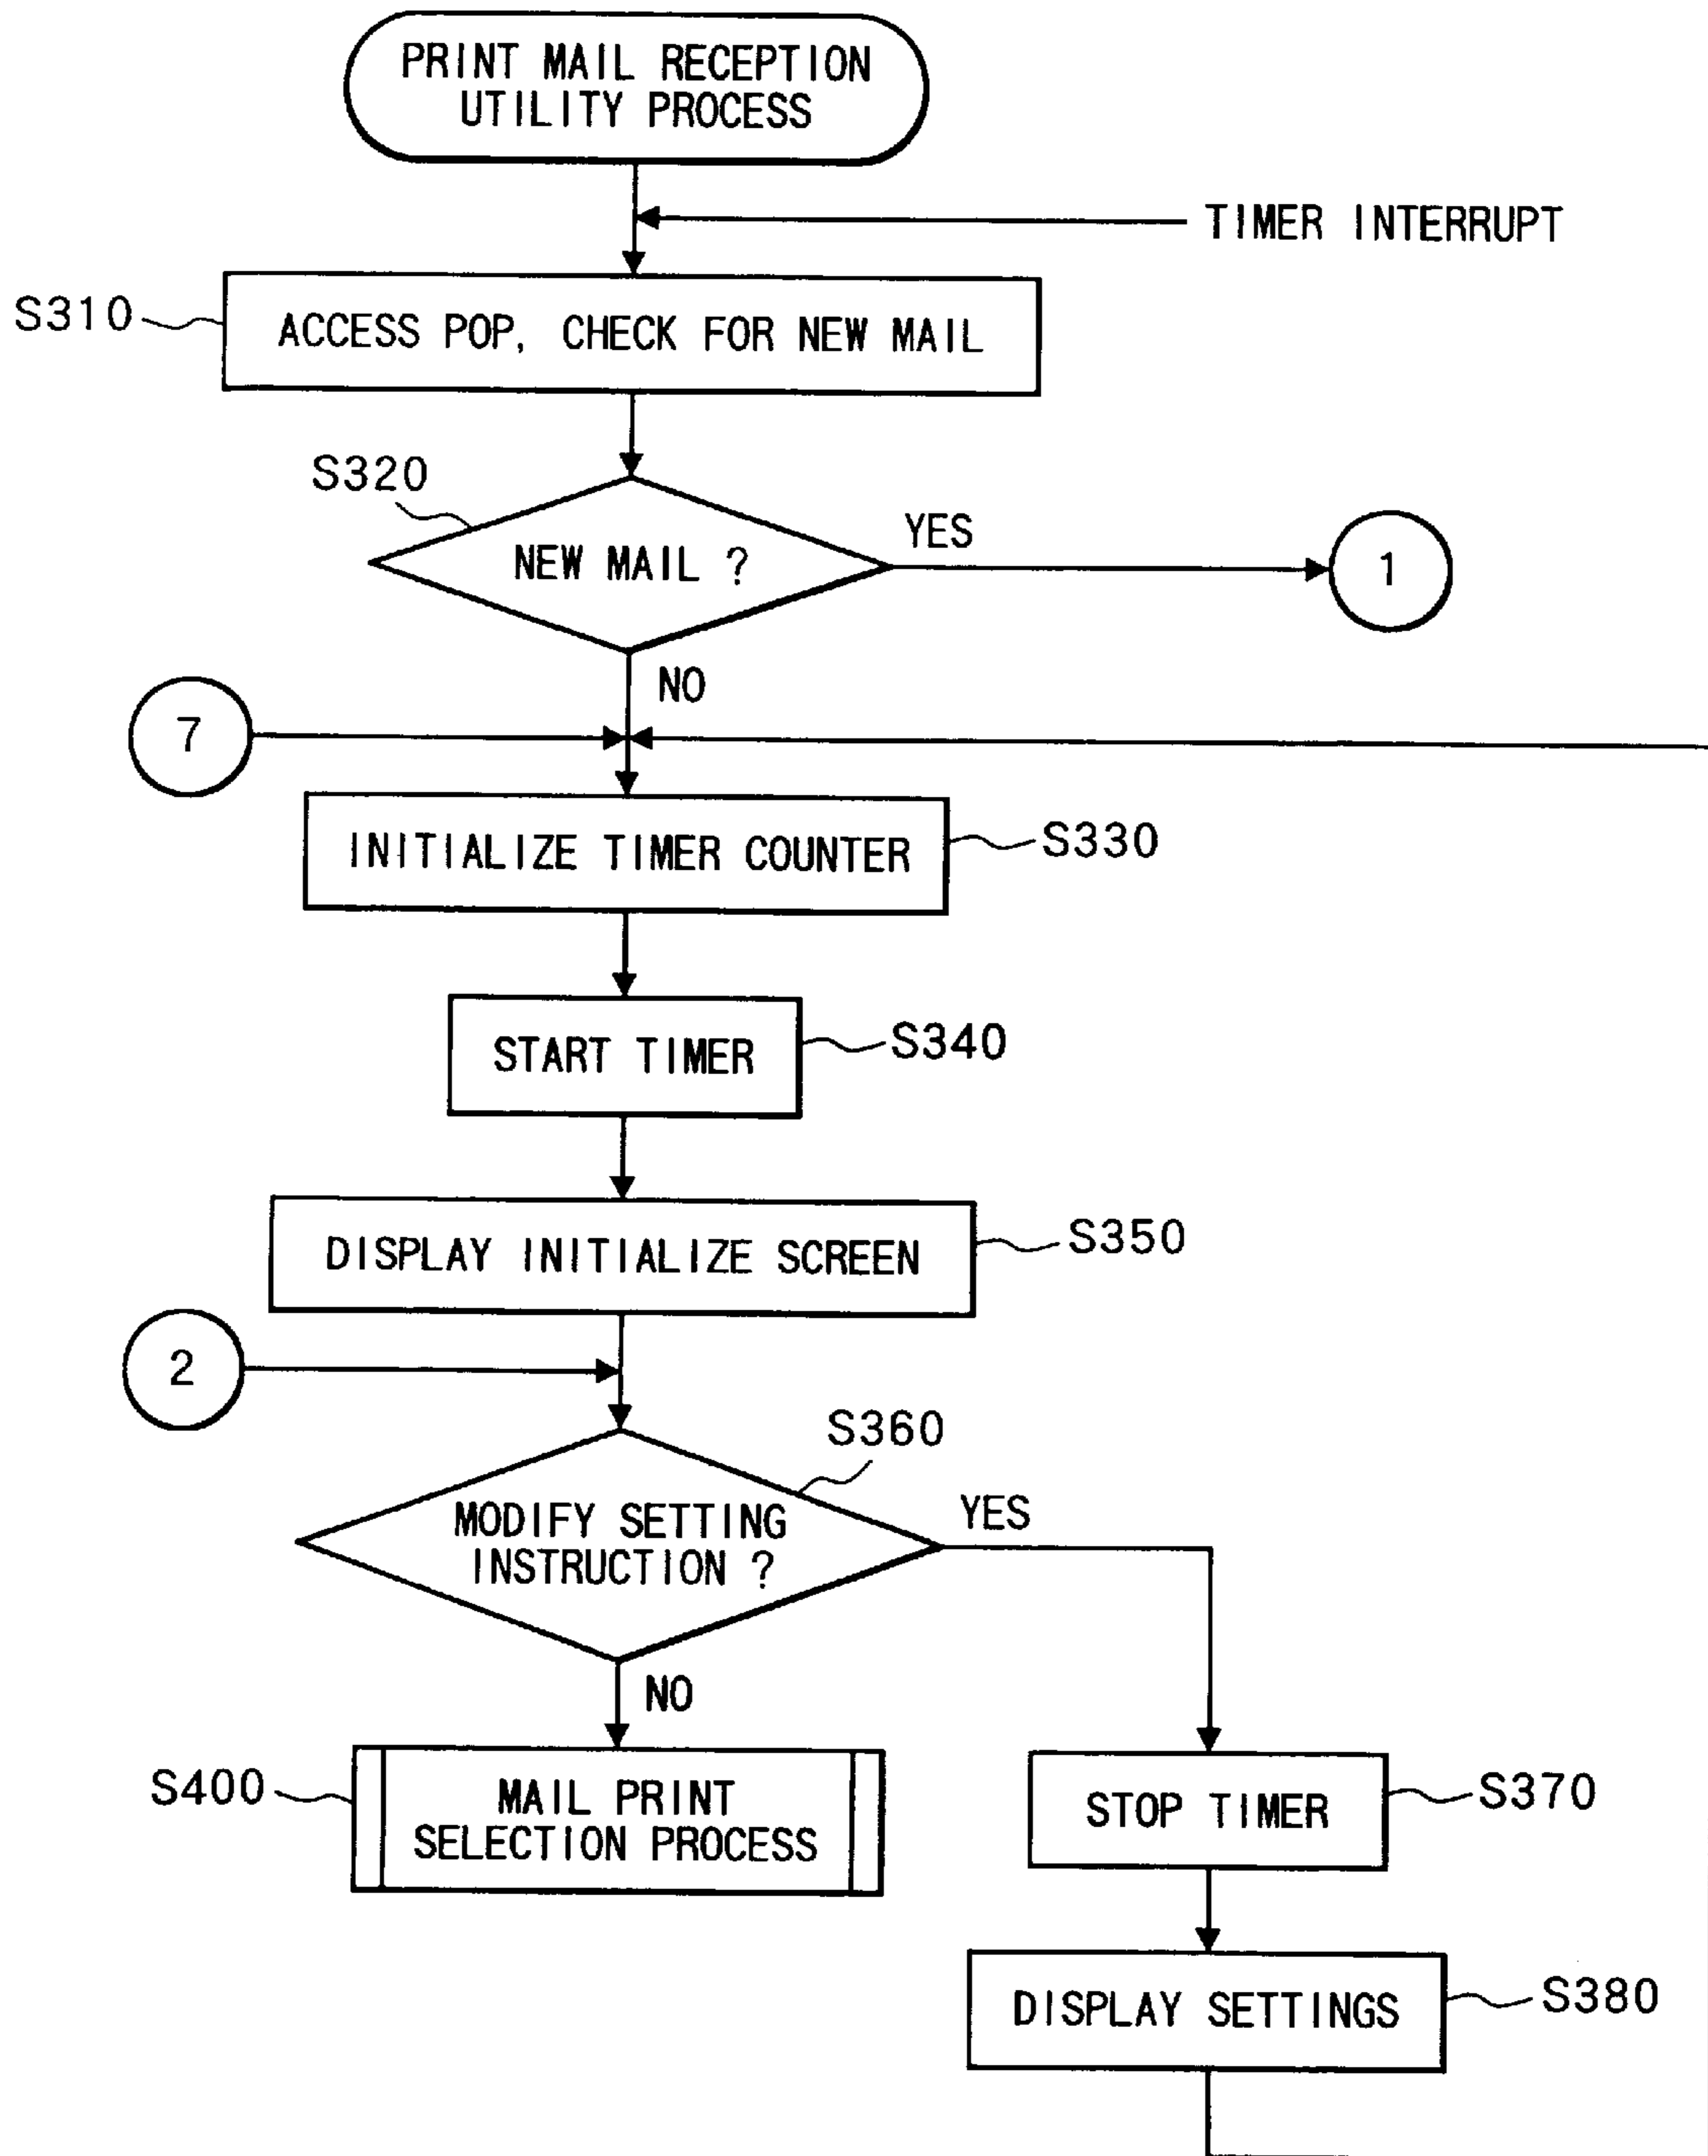 PRINT MAIL RECEPTION
UTILITY PROCESS
TIMER INTERRUPT
S310
ACCESS POP, CHECK FOR NEW MAIL
S320
NEW MAIL ?
YES
1
NO
7
INITIALIZE TIMER COUNTER
S330
START TIMER
S340
DISPLAY INITIALIZE SCREEN
S350
2
S360
MODIFY SETTING
INSTRUCTION ?
YES
NO
S400
MAIL PRINT
SELECTION PROCESS
STOP TIMER
S370
DISPLAY SETTINGS
S380